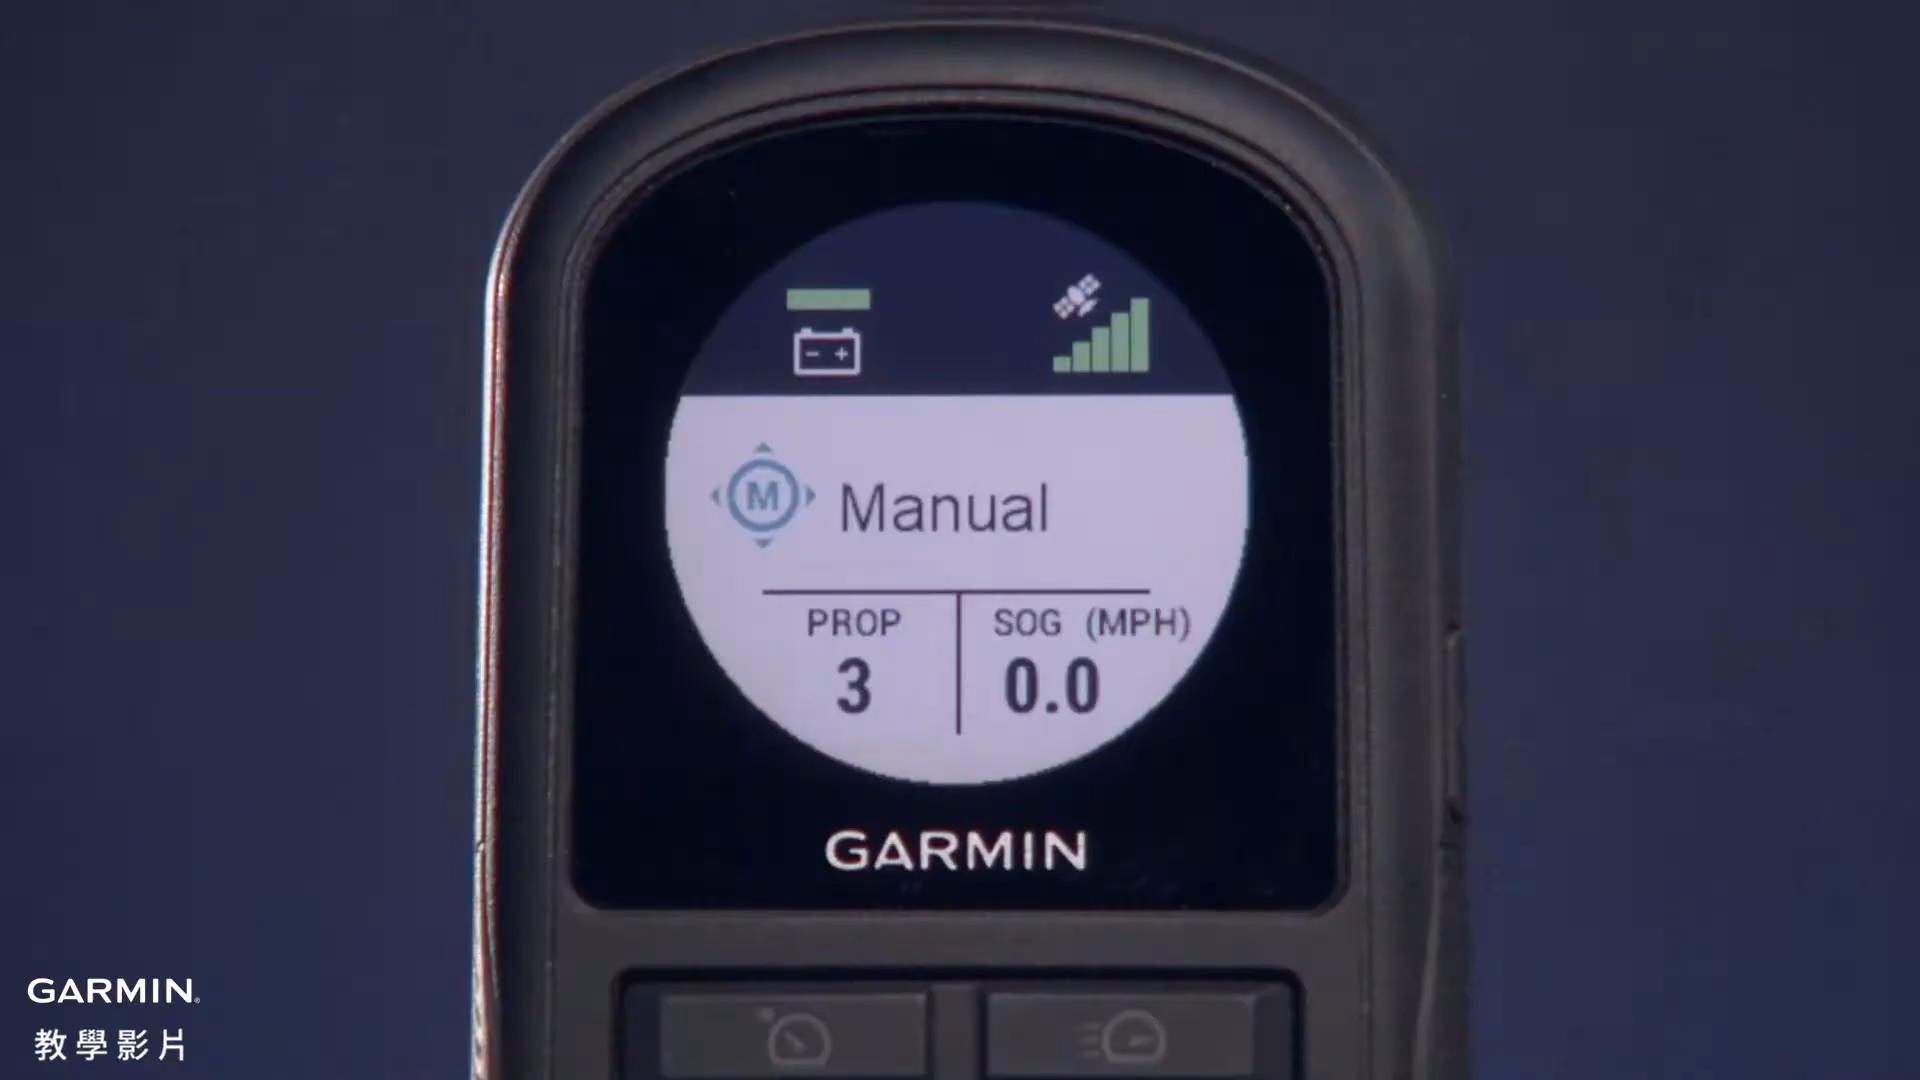 M Manual
PROP SOG (MPH)
3 0.0
GARMIN
GARMIN®
教學影片